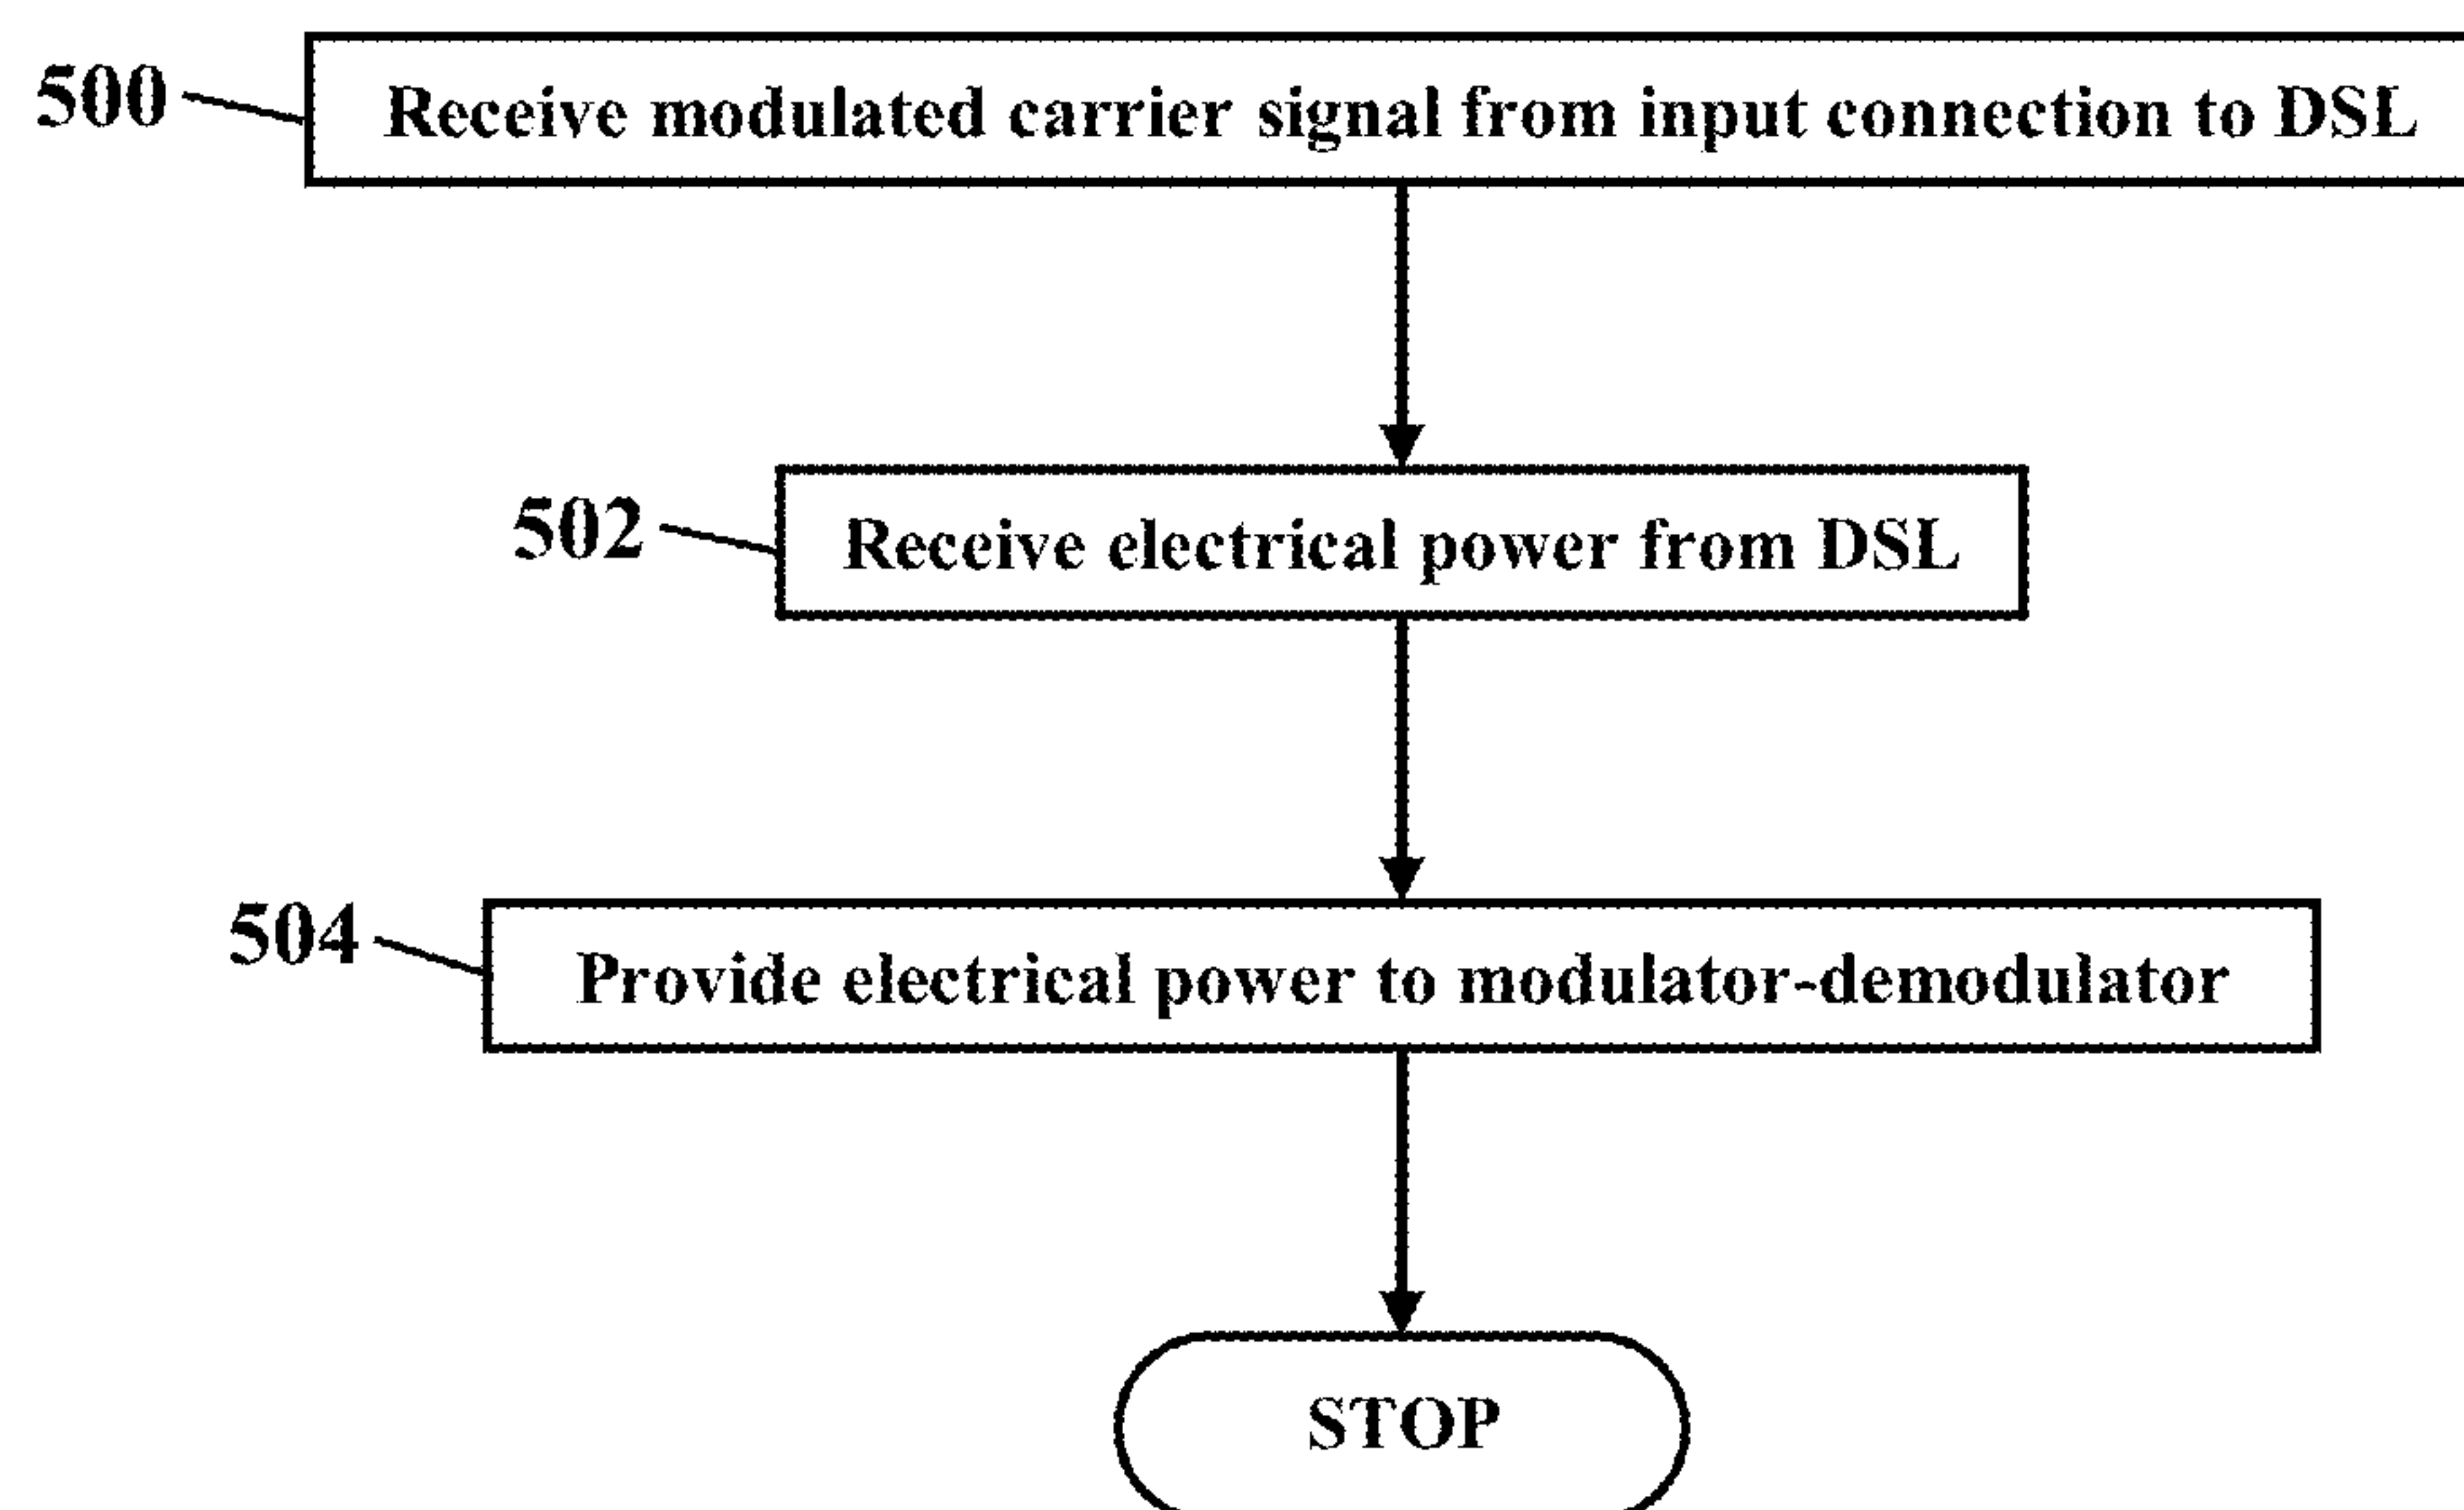 500
Receive modulated carrier signal from input connection to DSL
502
Receive electrical power from DSL
504
Provide electrical power to modulator-demodulator
STOP